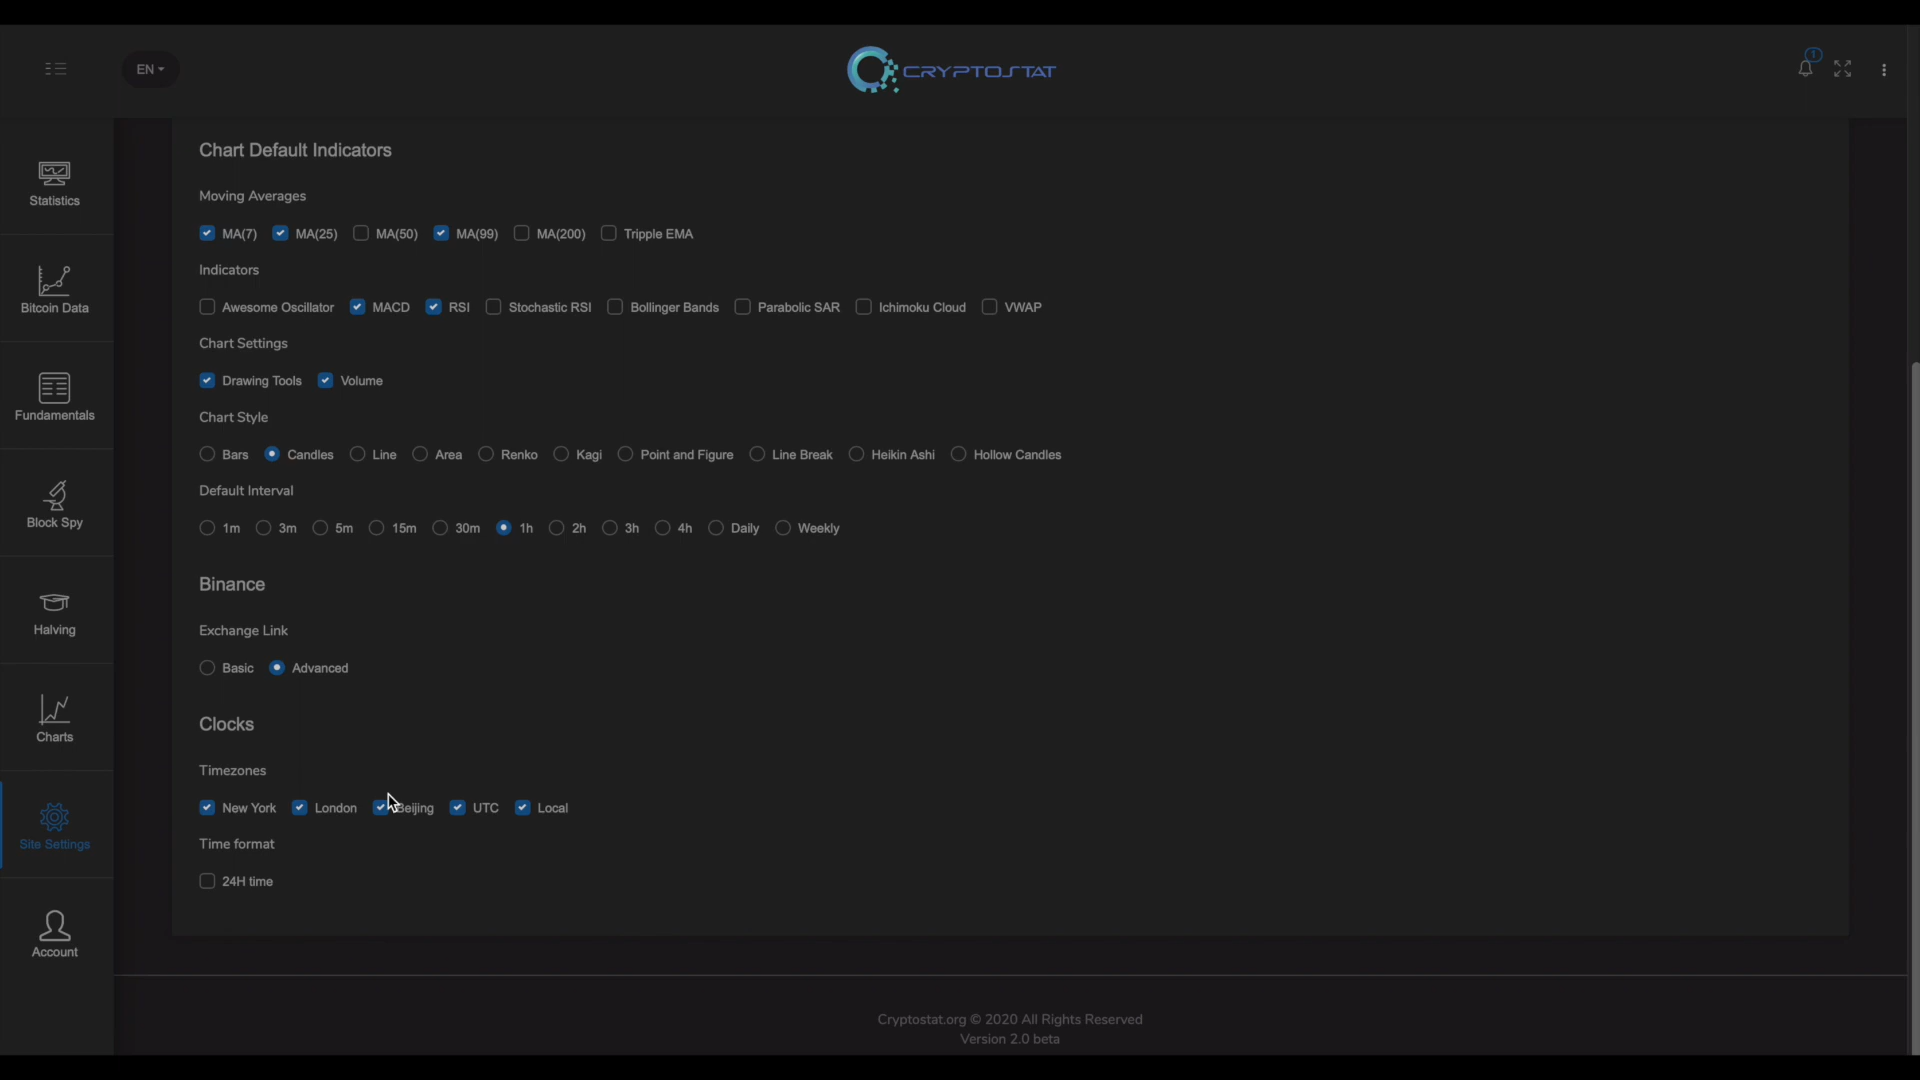 EN
CRYPTOSTAT
1
Statistics
Bitcoin Data
Fundamentals
Block Spy
Halving
Charts
Site Settings
Account
Chart Default Indicators
Moving Averages
MA(7) MA(25) MA(50) MA(99) MA(200) Tripple EMA
Indicators
Awesome Oscillator MACD RSI Stochastic RSI Bollinger Bands Parabolic SAR Ichimoku Cloud VWAP
Chart Settings
Drawing Tools Volume
Chart Style
Bars Candles Line Area Renko Kagi Point and Figure Line Break Heikin Ashi Hollow Candles
Default Interval
1m 3m 5m 15m 30m 1h 2h 3h 4h Daily Weekly
Binance
Exchange Link
Basic Advanced
Clocks
Timezones
New York London Beijing UTC Local
Time format
24H time
Cryptostat.org © 2020 All Rights Reserved
Version 2.0 beta